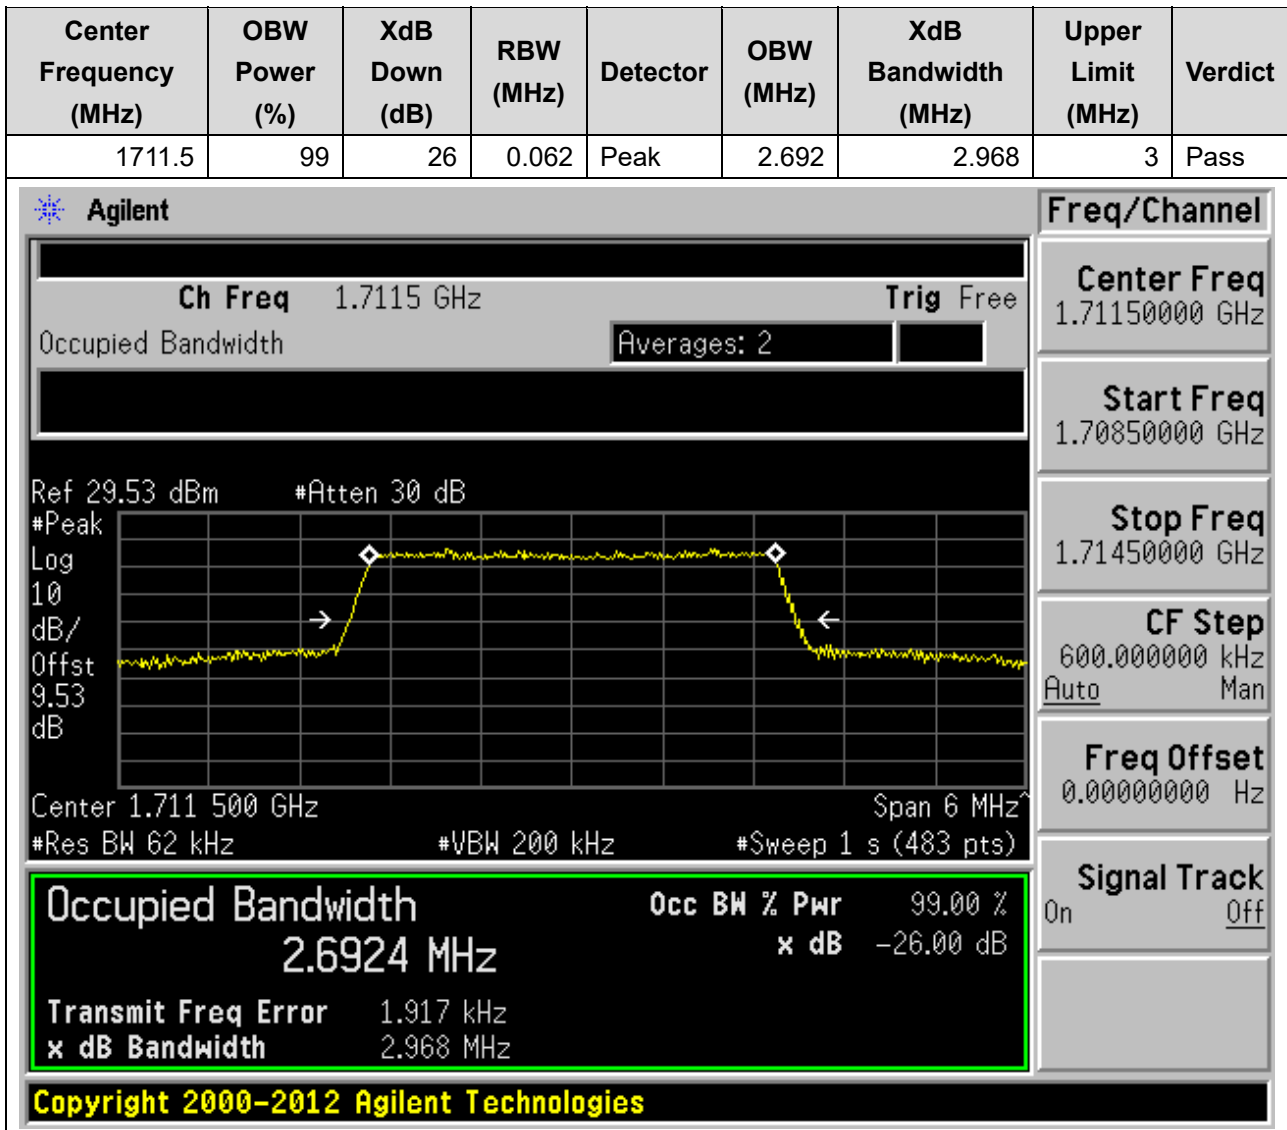 Center Frequency (MHz) OBW Power (%) XdB Down (dB) RBW (MHz) Detector OBW (MHz) XdB Bandwidth (MHz) Upper Limit (MHz) Verdict
1711.5 99 26 0.062 Peak 2.692 2.968 3 Pass
Agilent
Freq/Channel
Ch Freq 1.7115 GHz Trig Free
Occupied Bandwidth Averages: 2
Center Freq
1.71150000 GHz
Start Freq
1.70850000 GHz
Stop Freq
1.71450000 GHz
CF Step
600.000000 kHz
Auto Man
Freq Offset
0.00000000 Hz
Signal Track
On Off
Ref 29.53 dBm #Atten 30 dB
#Peak
Log
10
dB/
Offst
9.53
dB
Center 1.711 500 GHz Span 6 MHz^
#Res BW 62 kHz #VBW 200 kHz #Sweep 1 s (483 pts)
Occupied Bandwidth Occ BW % Pwr 99.00 %
2.6924 MHz x dB -26.00 dB
Transmit Freq Error 1.917 kHz
x dB Bandwidth 2.968 MHz
Copyright 2000-2012 Agilent Technologies